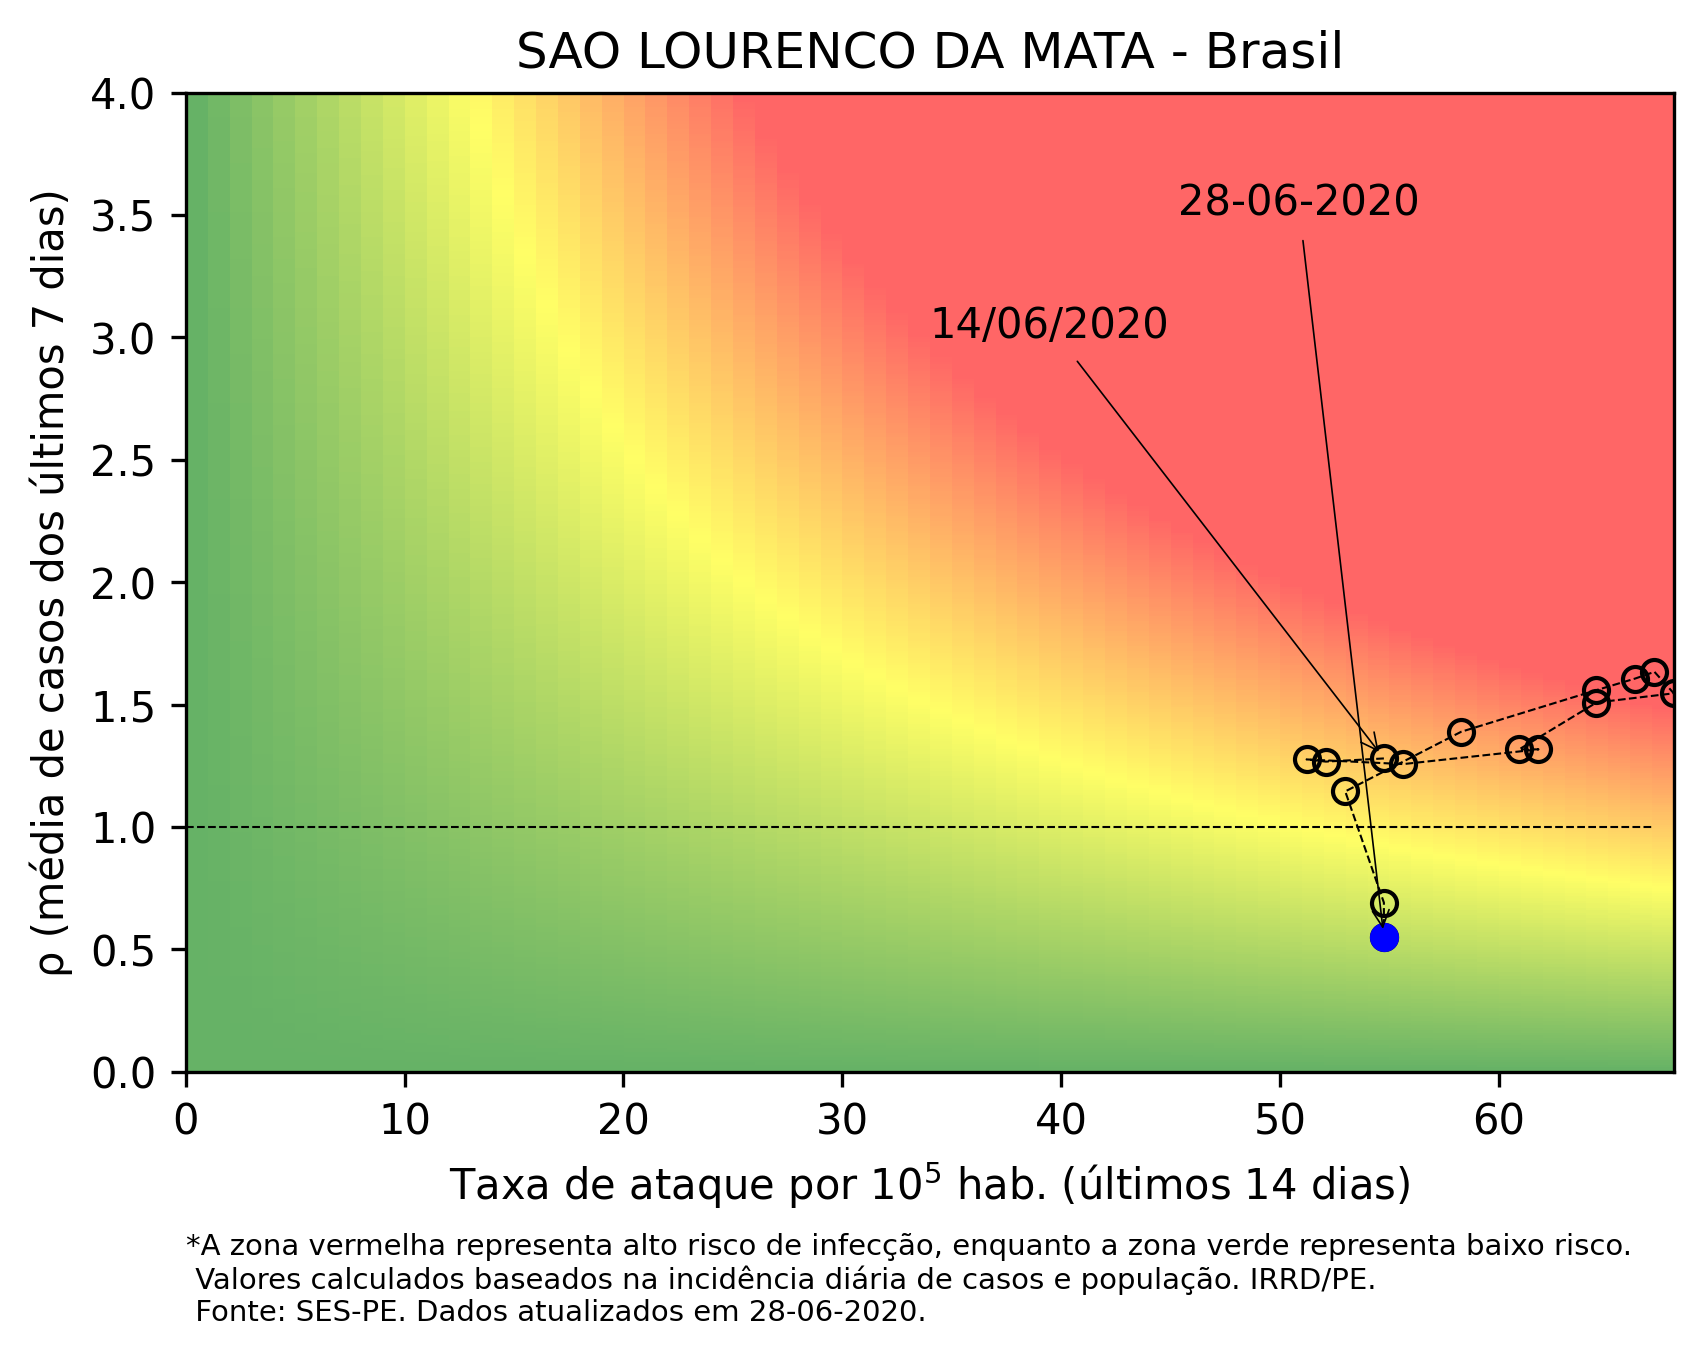 SAO LOURENCO DA MATA - Brasil
ρ (média de casos dos últimos 7 dias)
4.0
3.5
3.0
2.5
2.0
1.5
1.0
0.5
0.0
28-06-2020
14/06/2020
0 10 20 30 40 50 60
Taxa de ataque por 10⁵ hab. (últimos 14 dias)
*A zona vermelha representa alto risco de infecção, enquanto a zona verde representa baixo risco.
Valores calculados baseados na incidência diária de casos e população. IRRD/PE.
Fonte: SES-PE. Dados atualizados em 28-06-2020.